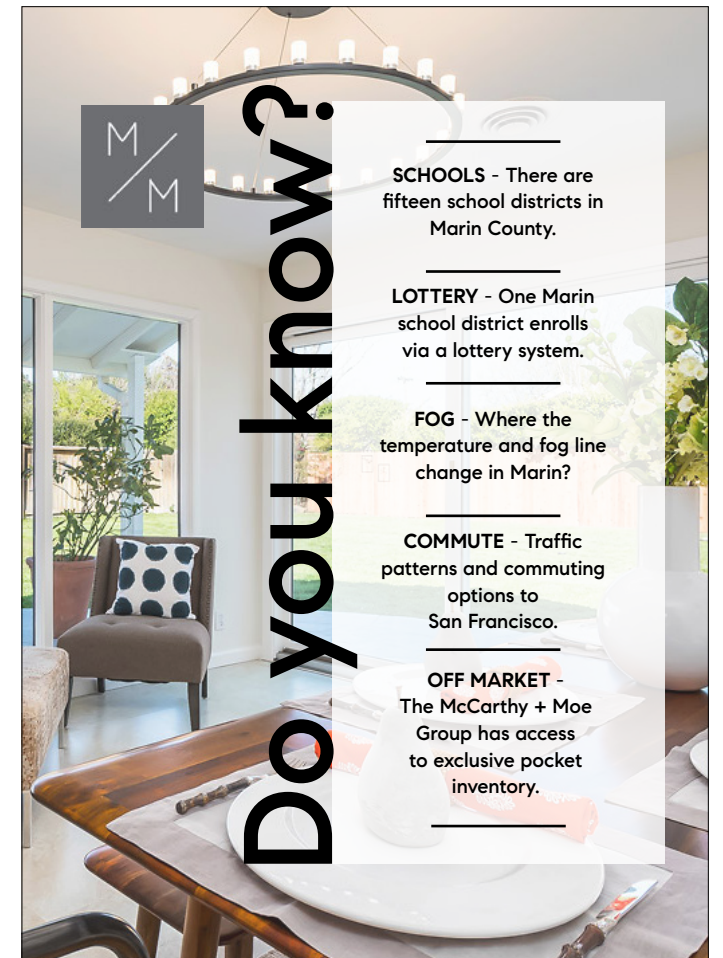 M/M
Do you know?
SCHOOLS - There are
fifteen school districts in
Marin County.
LOTTERY - One Marin
school district enrolls
via a lottery system.
FOG - Where the
temperature and fog line
change in Marin?
COMMUTE - Traffic
patterns and commuting
options to
San Francisco.
OFF MARKET -
The McCarthy + Moe
Group has access
to exclusive pocket
inventory.